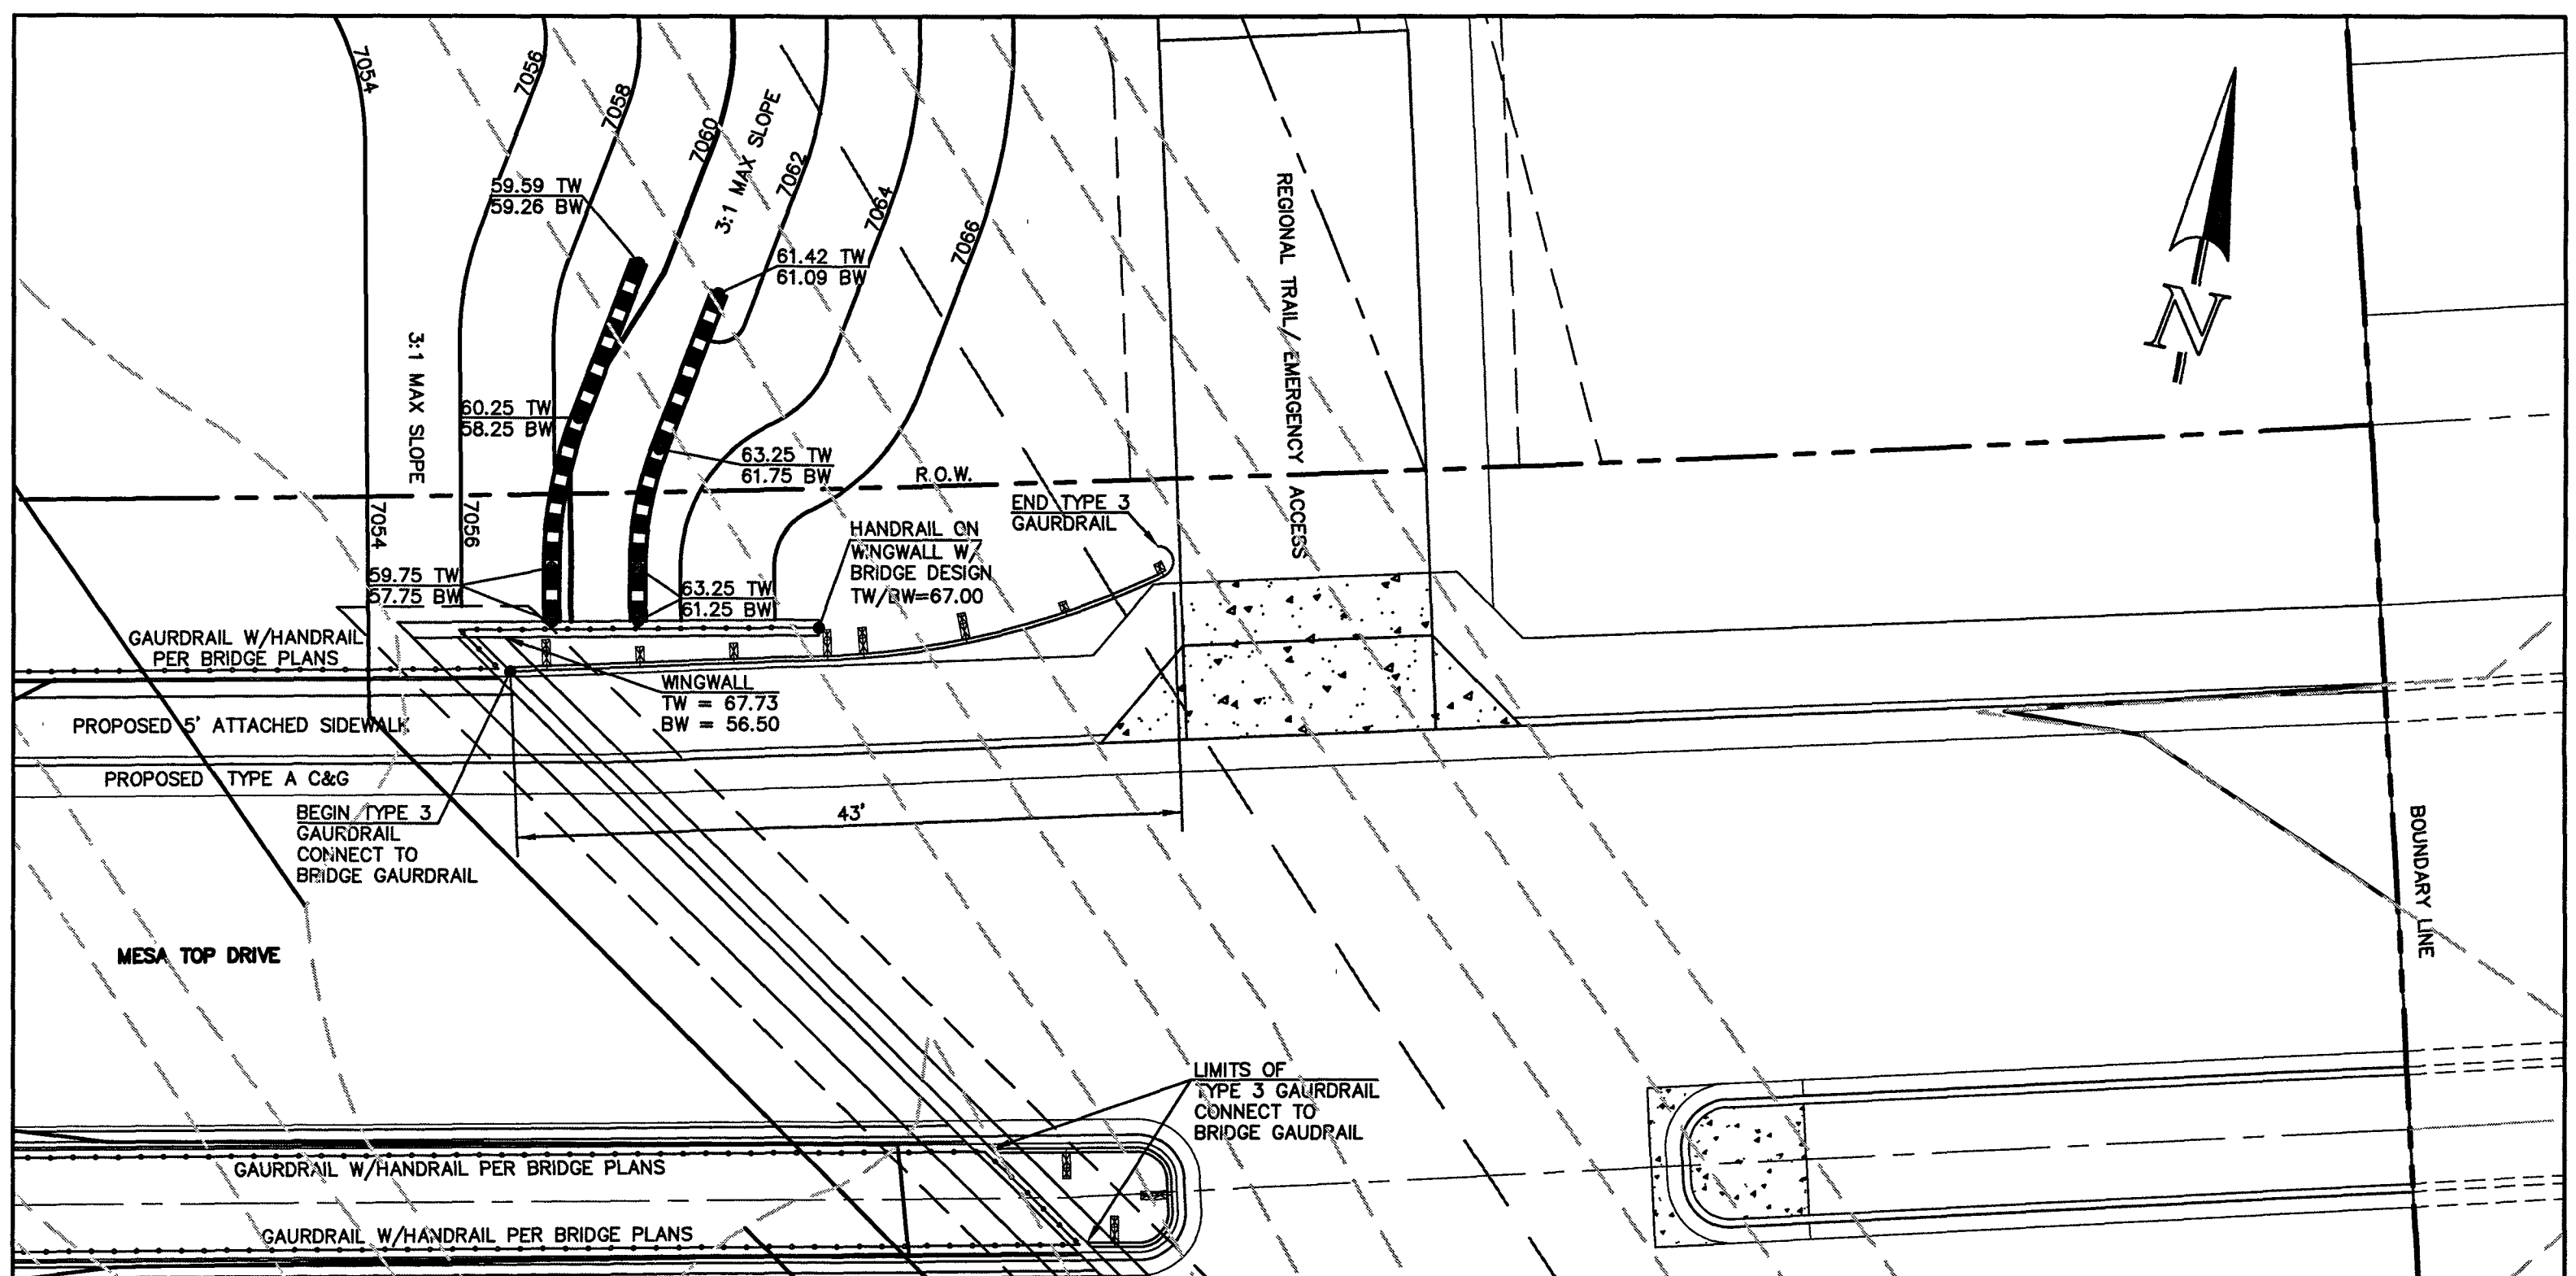 7054
7056
7058
7060
7062
7064
7066
3:1 MAX SLOPE
59.59 TW
59.26 BW
61.42 TW
61.09 BW
REGIONAL TRAIL/EMERGENCY ACCESS
N
3:1 MAX SLOPE
60.25 TW
58.25 BW
63.25 TW
61.75 BW
R.O.W.
7054
7056
END TYPE 3
GAURDRAIL
HANDRAIL ON
WINGWALL W/
BRIDGE DESIGN
TW/BW=67.00
59.75 TW
57.75 BW
63.25 TW
61.25 BW
GAURDRAIL W/HANDRAIL
PER BRIDGE PLANS
WINGWALL
TW = 67.73
BW = 56.50
PROPOSED 5' ATTACHED SIDEWALK
PROPOSED TYPE A C&G
BEGIN TYPE 3
GAURDRAIL
CONNECT TO
BRIDGE GAURDRAIL
43'
BOUNDARY LINE
MESA TOP DRIVE
LIMITS OF
TYPE 3 GAURDRAIL
CONNECT TO
BRIDGE GAUDRAIL
GAURDRAIL W/HANDRAIL PER BRIDGE PLANS
GAURDRAIL W/HANDRAIL PER BRIDGE PLANS